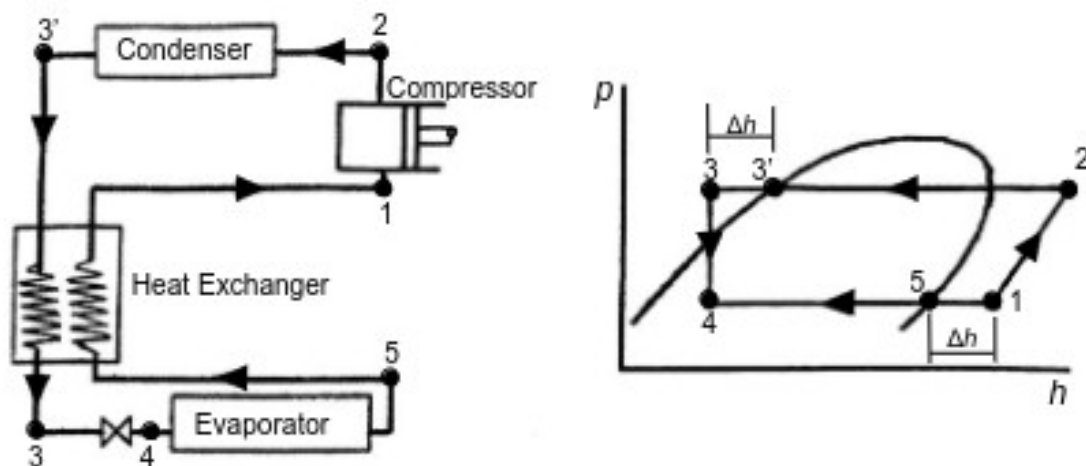 3’
Condenser
2
Compressor
1
Heat Exchanger
5
3
4
Evaporator
p
Δh
3
3’
2
4
5
1
Δh
h